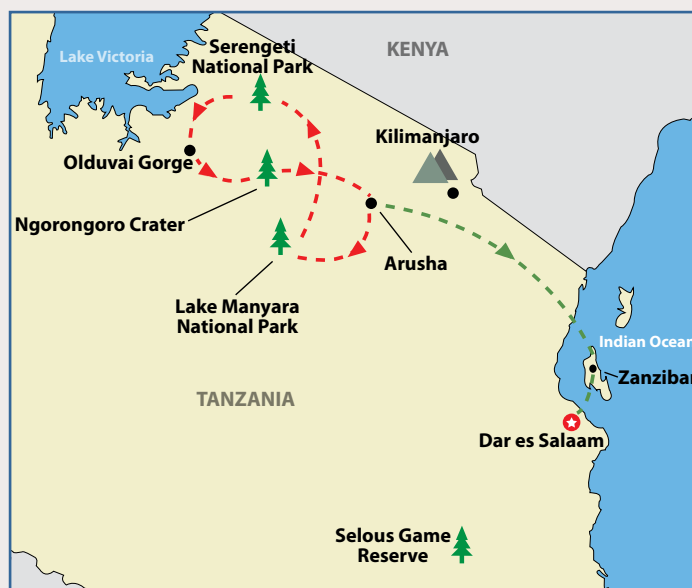 KENYA
Lake Victoria
Serengeti
National Park
Kilimanjaro
Olduvai Gorge
Ngorongoro Crater
Arusha
Lake Manyara
National Park
Indian Ocean
Zanzibar
TANZANIA
Dar es Salaam
Selous Game
Reserve